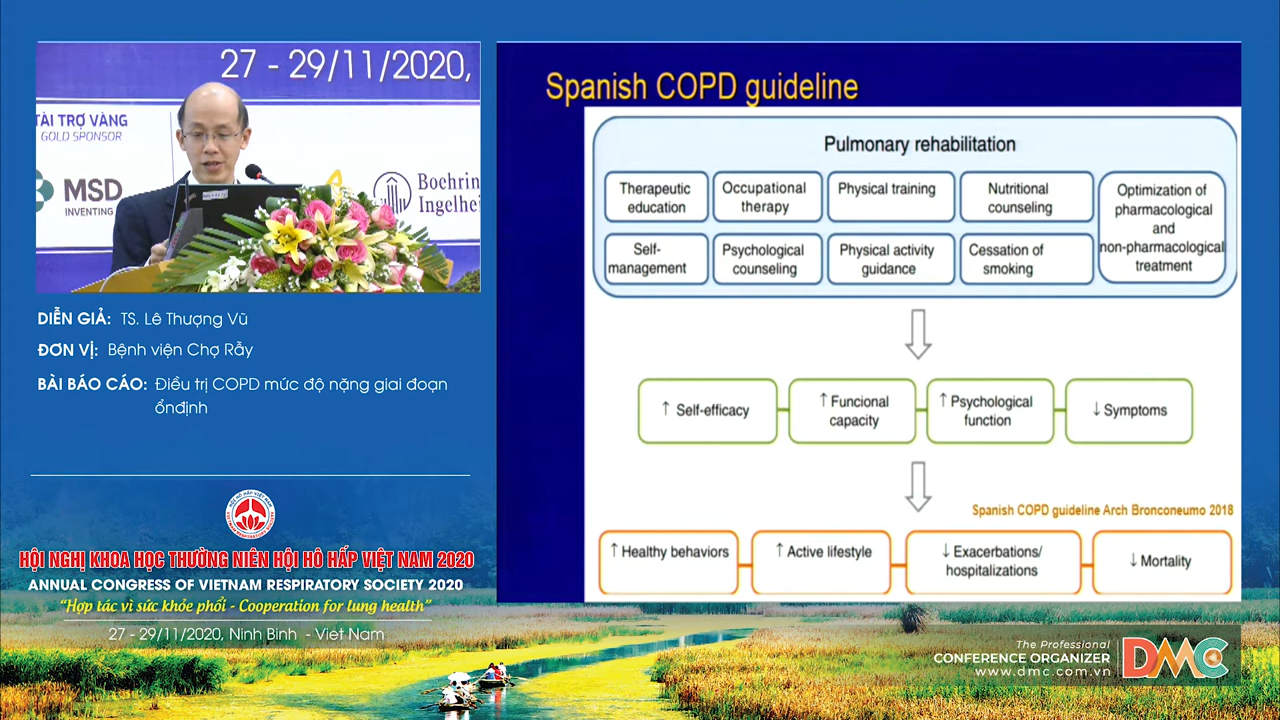 27 - 29/11/2020,
TÀI TRỢ VÀNG
GOLD SPONSOR
MSD
INVENTING
Boehrin
Ingelhei
DIỄN GIẢ: TS. Lê Thượng Vũ
ĐƠN VỊ: Bệnh viện Chợ Rẫy
BÀI BÁO CÁO: Điều trị COPD mức độ nặng giai đoạn
ổnđịnh
HỘI NGHỊ KHOA HỌC THƯỜNG NIÊN HỘI HÔ HẤP VIỆT NAM 2020
ANNUAL CONGRESS OF VIETNAM RESPIRATORY SOCIETY 2020
“Hợp tác vì sức khỏe phổi - Cooperation for lung health”
27 - 29/11/2020, Ninh Bình - Viet Nam
Spanish COPD guideline
Pulmonary rehabilitation
Therapeutic
education
Occupational
therapy
Physical training
Nutritional
counseling
Optimization of
pharmacological
and
non-pharmacological
treatment
Self-
management
Psychological
counseling
Physical activity
guidance
Cessation of
smoking
↑ Self-efficacy
↑ Funcional
capacity
↑ Psychological
function
↓ Symptoms
Spanish COPD guideline Arch Bronconeumo 2018
↑ Healthy behaviors
↑ Active lifestyle
↓ Exacerbations/
hospitalizations
↓ Mortality
The Professional
CONFERENCE ORGANIZER
www.dmc.com.vn
DMC